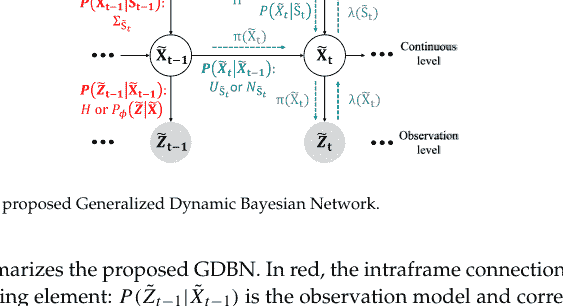 P(X̃t−1|S̃t−1):
ΣS̃t
P(X̃t|S̃t)
λ(S̃t)
π(X̃t)
••• X̃t−1 X̃t ••• Continuous
level
P(Z̃t−1|X̃t−1):
H or Pϕ(Z̃|X̃)
P(X̃t|X̃t−1):
US̃t or NS̃t
π(X̃t) λ(X̃t)
••• Z̃t−1 Z̃t ••• Observation
level
proposed Generalized Dynamic Bayesian Network.
marizes the proposed GDBN. In red, the intraframe connection
ing element: P(Z̃t−1|X̃t−1) is the observation model and corre